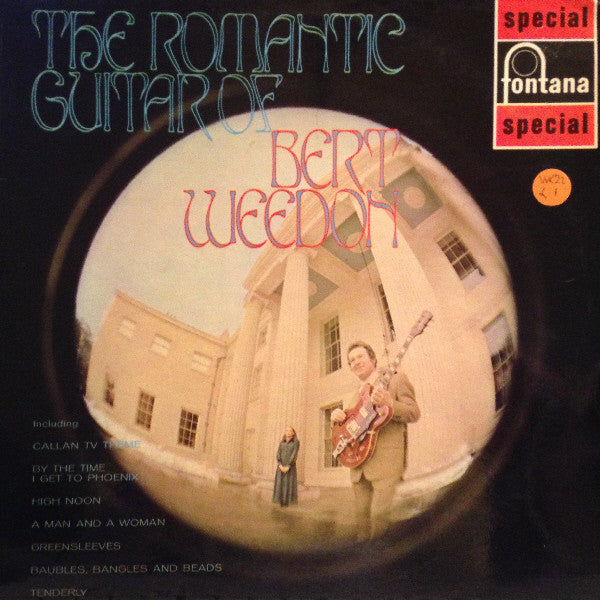 THE ROMANTIC
GUITAR OF
BERT
WEEDON
special
fontana
special
Including
CALLAN TV THEME
BY THE TIME
I GET TO PHOENIX
HIGH NOON
A MAN AND A WOMAN
GREENSLEEVES
BAUBLES, BANGLES AND BEADS
TENDERLY